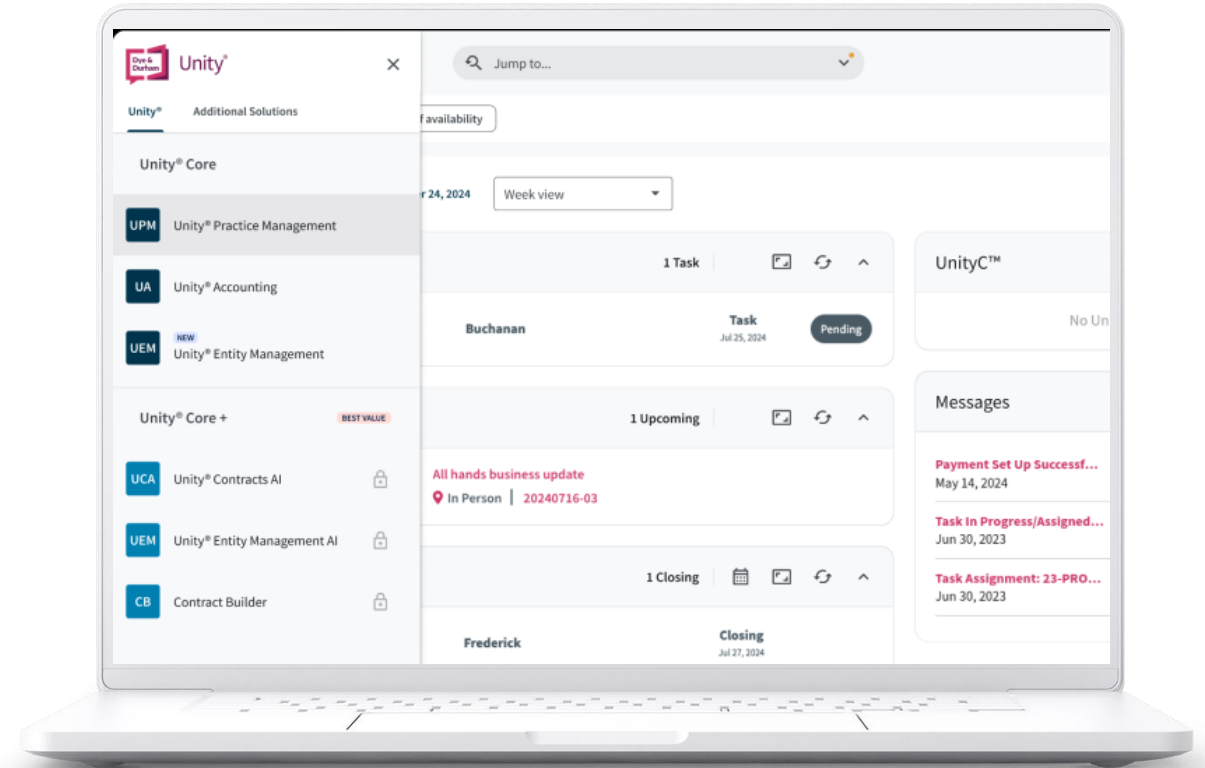 Dye &
Durham
Unity®
Jump to...
Unity®
Additional Solutions
f availability
Unity® Core
r 24, 2024
Week view
UPM
Unity® Practice Management
1 Task
UnityC™
UA
Unity® Accounting
Buchanan
Task
Jul 25, 2024
Pending
No Un
NEW
UEM
Unity® Entity Management
Unity® Core +
BEST VALUE
1 Upcoming
Messages
UCA
Unity® Contracts AI
All hands business update
In Person | 20240716-03
Payment Set Up Successf...
May 14, 2024
UEM
Unity® Entity Management AI
Task In Progress/Assigned...
Jun 30, 2023
1 Closing
Task Assignment: 23-PRO...
Jun 30, 2023
CB
Contract Builder
Frederick
Closing
Jul 27, 2024